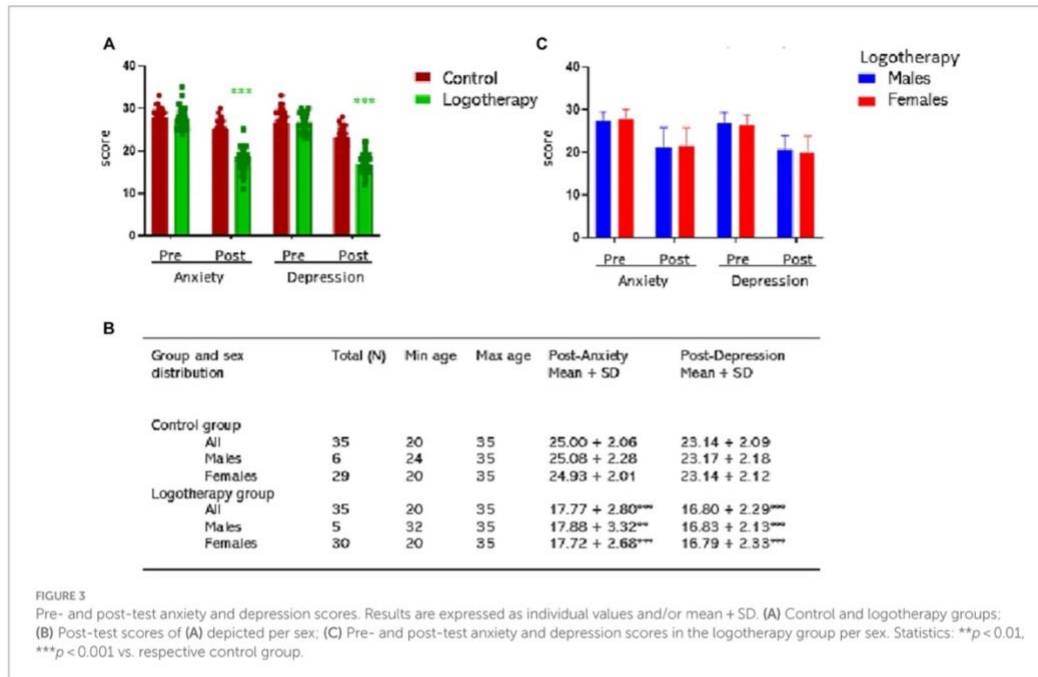 A
40
30
20
10
0
score
***
***
Control
Logotherapy
Pre Post Pre Post
Anxiety Depression
C
40
30
20
10
0
score
Logotherapy
Males
Females
Pre Post Pre Post
Anxiety Depression
B
Group and sex distribution Total (N) Min age Max age Post-Anxiety Mean + SD Post-Depression Mean + SD
Control group
All 35 20 35 25.00 + 2.06 23.14 + 2.09
Males 6 24 35 25.08 + 2.28 23.17 + 2.18
Females 29 20 35 24.93 + 2.01 23.14 + 2.12
Logotherapy group
All 35 20 35 17.77 + 2.80*** 16.80 + 2.29***
Males 5 32 35 17.88 + 3.32** 16.83 + 2.13***
Females 30 20 35 17.72 + 2.68*** 16.79 + 2.33***
FIGURE 3
Pre- and post-test anxiety and depression scores. Results are expressed as individual values and/or mean + SD. (A) Control and logotherapy groups;
(B) Post-test scores of (A) depicted per sex; (C) Pre- and post-test anxiety and depression scores in the logotherapy group per sex. Statistics: **p < 0.01,
***p < 0.001 vs. respective control group.